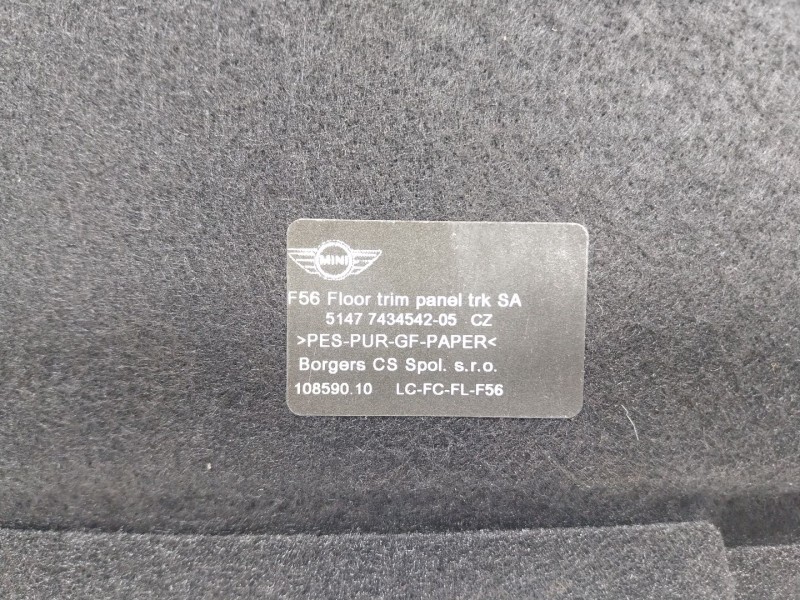 MINI
F56 Floor trim panel trk SA
5147 7434542-05 CZ
>PES-PUR-GF-PAPER<
Borgers CS Spol. s.r.o.
108590.10 LC-FC-FL-F56